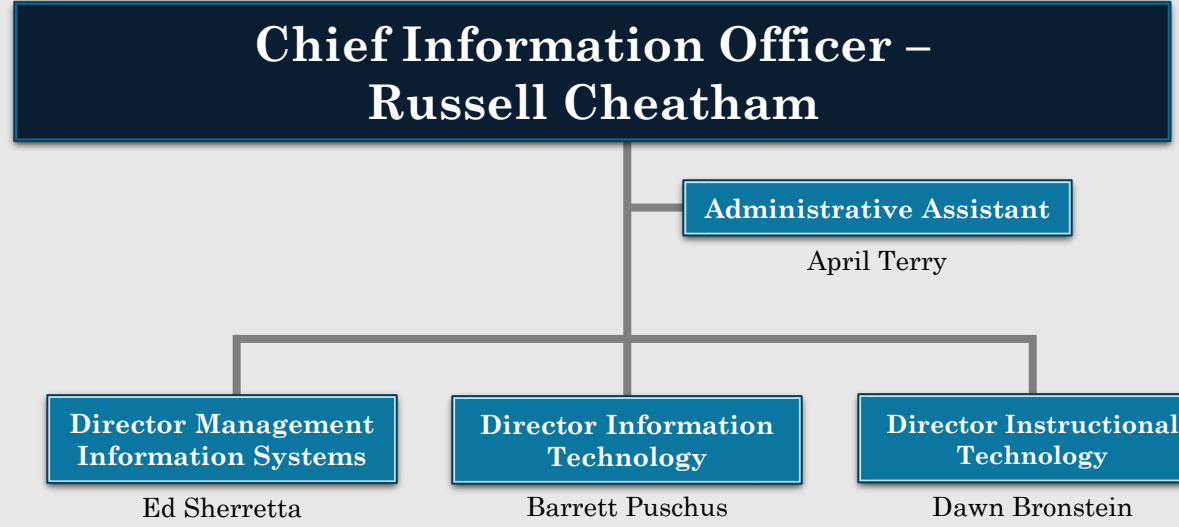 Chief Information Officer –
Russell Cheatham
Administrative Assistant
April Terry
Director Management
Information Systems
Ed Sherretta
Director Information
Technology
Barrett Puschus
Director Instructional
Technology
Dawn Bronstein